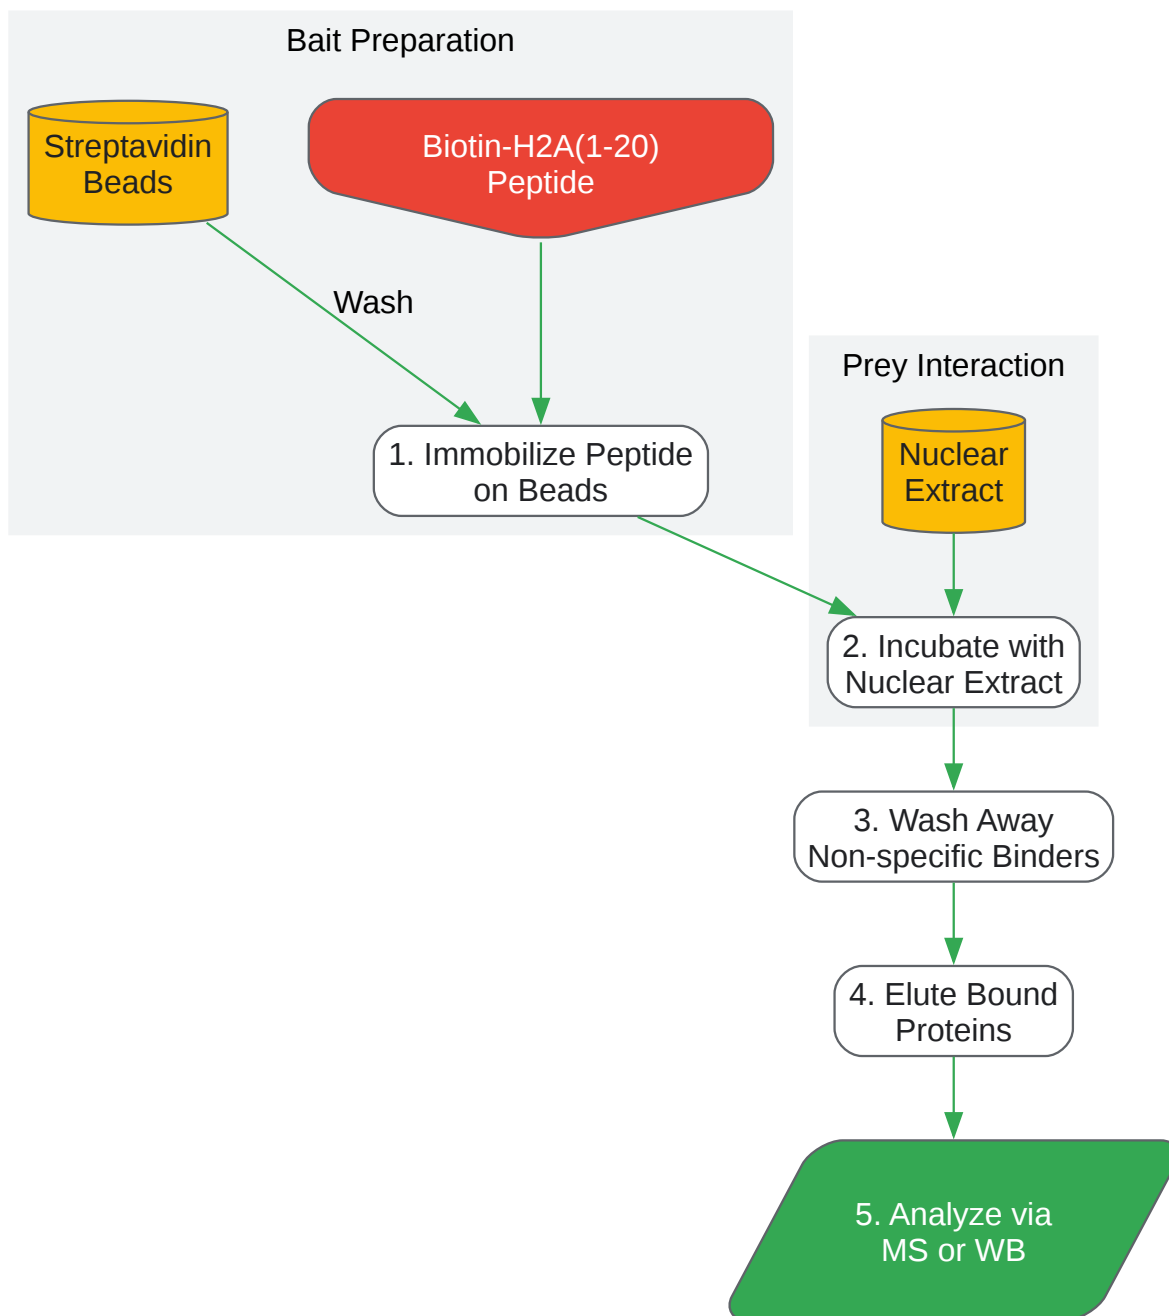 Bait Preparation
Streptavidin
Beads
Biotin-H2A(1-20)
Peptide
Wash
1. Immobilize Peptide
on Beads
Prey Interaction
Nuclear
Extract
2. Incubate with
Nuclear Extract
3. Wash Away
Non-specific Binders
4. Elute Bound
Proteins
5. Analyze via
MS or WB